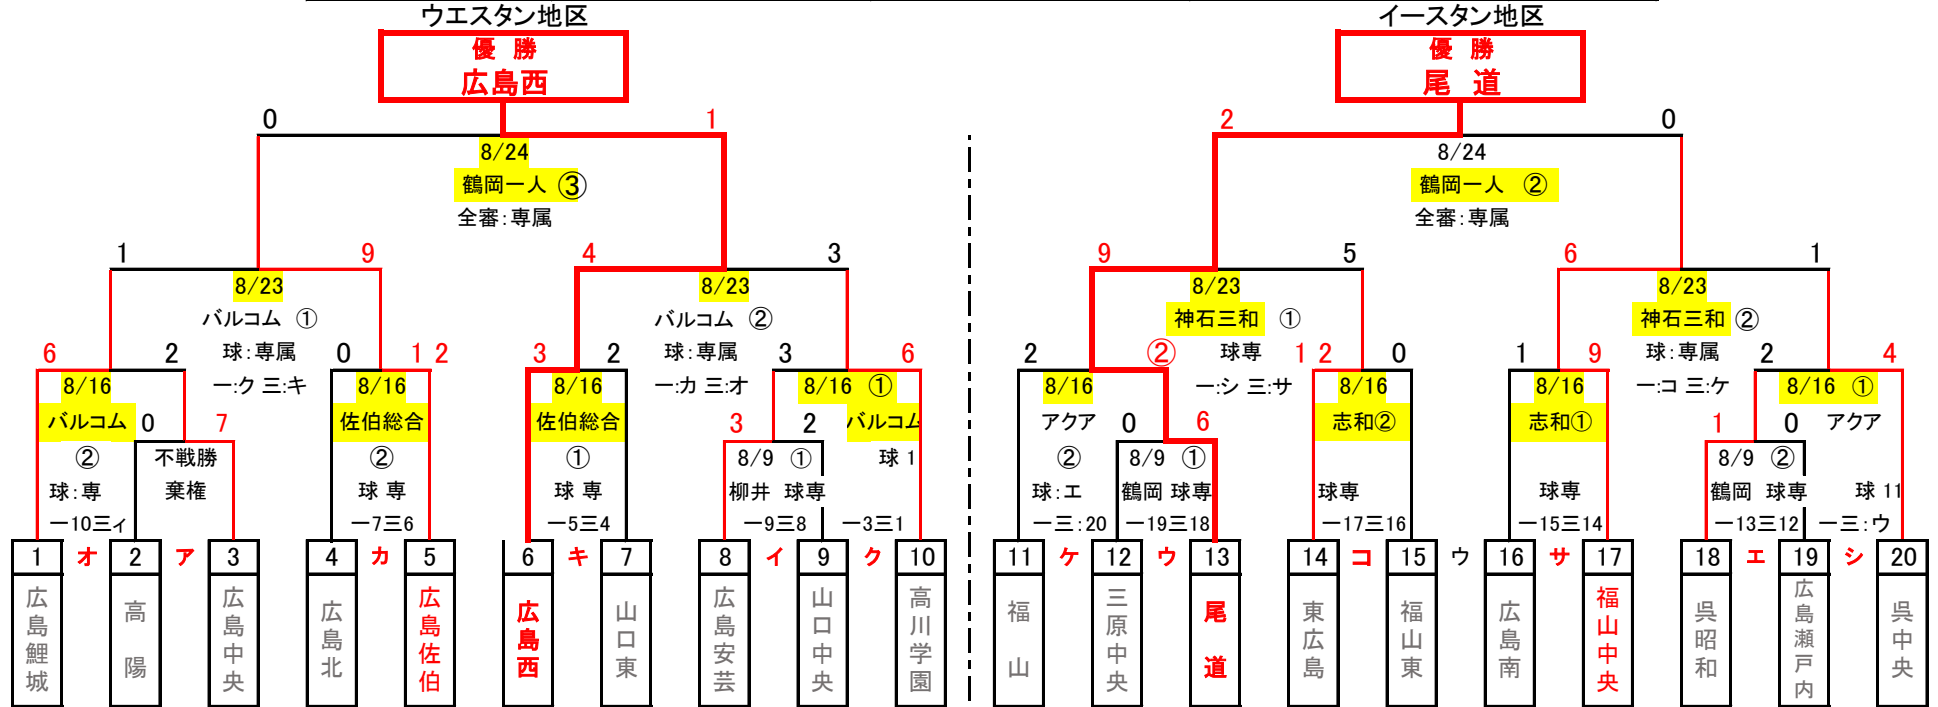 ウエスタン地区 イースタン地区
優 勝 優 勝
広島西 尾 道
0 1 2 0
8/24 8/24
鶴岡一人 ③ 鶴岡一人 ②
全審:専属 全審:専属
1 9 4 3 9 5 6 1
8/23 8/23 8/23 8/23
バルコム ① バルコム ② 神石三和 ① 神石三和 ②
6 2 球:専属 0 1 2 3 2 球:専属 3 6 2 ② 球専 1 2 0 1 9 球:専属 2 4
8/16 一:ク 三:キ 8/16 8/16 一:カ 三:オ 8/16 ① 8/16 一:シ 三:サ 8/16 8/16 一:コ 三:ケ 8/16 ①
バルコム 0 7 佐伯総合 佐伯総合 3 2 バルコム アクア 0 6 志和② 志和① 1 0 アクア
② 不戦勝 ② ① 8/9 ① 球 1 ② 8/9 ① 8/9 ②
球:専 棄権 球 専 球 専 柳井 球専 球:エ 鶴岡 球専 球専 球専 鶴岡 球専 球 11
一10三ィ 一7三6 一5三4 一9三8 一3三1 一三:20 一19三18 一17三16 一15三14 一13三12 一三:ウ
1 オ 2 ア 3 4 カ 5 6 キ 7 8 イ 9 ク 10 11 ケ 12 ウ 13 14 コ 15 ウ 16 サ 17 18 エ 19 シ 20
広島鯉城
高陽
広島中央
広島北
広島佐伯
広島西
山口東
広島安芸
山口中央
高川学園
福山
三原中央
尾道
東広島
福山東
広島南
福山中央
呉昭和
広島瀬戸内
呉中央